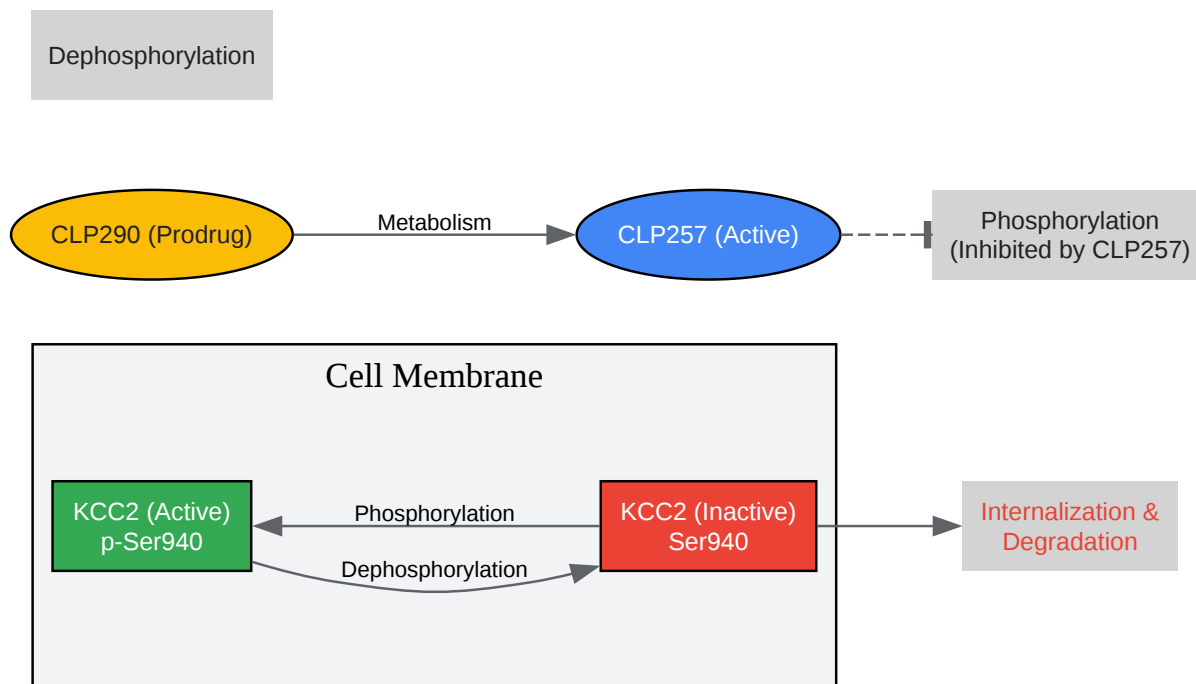 Dephosphorylation
CLP290 (Prodrug)
Metabolism
CLP257 (Active)
Phosphorylation
(Inhibited by CLP257)
Cell Membrane
KCC2 (Active)
p-Ser940
Phosphorylation
Dephosphorylation
KCC2 (Inactive)
Ser940
Internalization &
Degradation